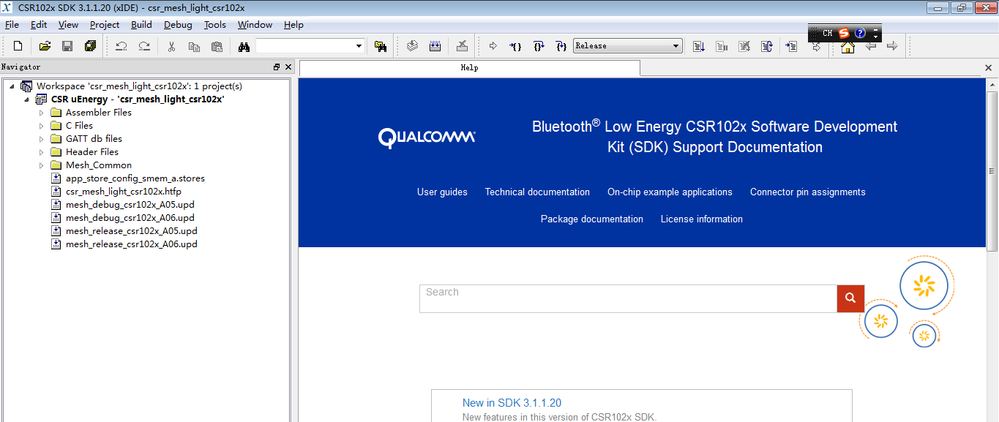 CSR102x SDK 3.1.1.20 (xIDE) - csr_mesh_light_csr102x
File Edit View Project Build Debug Tools Window Help
CH
Release
Navigator
Help
Workspace 'csr_mesh_light_csr102x': 1 project(s)
CSR uEnergy - 'csr_mesh_light_csr102x'
Assembler Files
C Files
GATT db files
Header Files
Mesh_Common
app_store_config_smem_a.stores
csr_mesh_light_csr102x.htfp
mesh_debug_csr102x_A05.upd
mesh_debug_csr102x_A06.upd
mesh_release_csr102x_A05.upd
mesh_release_csr102x_A06.upd
QUALCOMM
Bluetooth® Low Energy CSR102x Software Development
Kit (SDK) Support Documentation
User guides Technical documentation On-chip example applications Connector pin assignments
Package documentation License information
Search
New in SDK 3.1.1.20
New features in this version of CSR102x SDK.